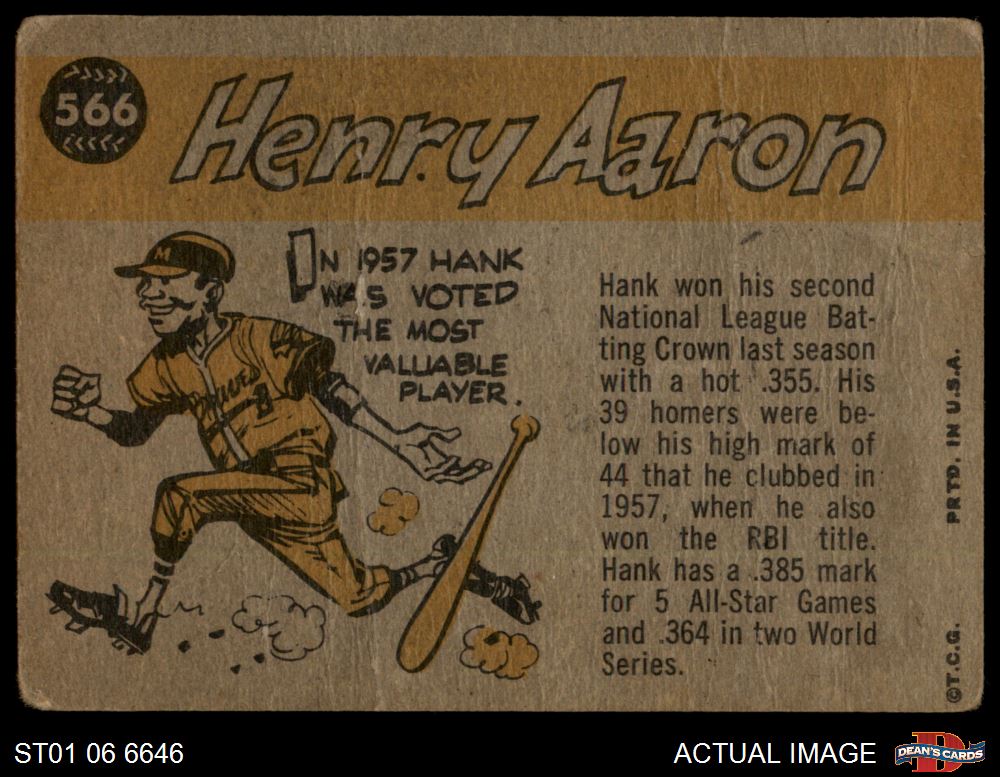 566
Henry Aaron
IN 1957 HANK
WAS VOTED
THE MOST
VALUABLE
PLAYER.
M
Hank won his second
National League Bat-
ting Crown last season
with a hot .355. His
39 homers were be-
low his high mark of
44 that he clubbed in
1957, when he also
won the RBI title.
Hank has a .385 mark
for 5 All-Star Games
and .364 in two World
Series.
PRTD. IN U.S.A.
©T.C.G.
ST01 06 6646
ACTUAL IMAGE
D
DEAN'S CARDS